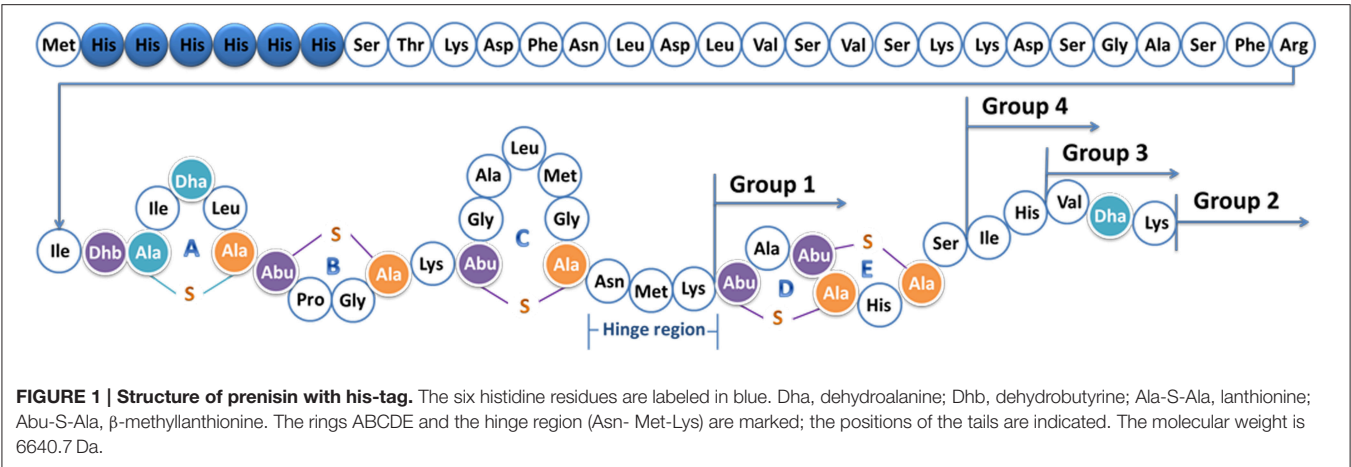 Met His His His His His His Ser Thr Lys Asp Phe Asn Leu Asp Leu Val Ser Val Ser Lys Lys Asp Ser Gly Ala Ser Phe Arg
Group 4
Group 3
Group 1
Group 2
Ile Dhb Ala Ile Dha Leu Ala
A
S
Abu Pro Gly Ala
S
B
Lys
Abu Gly Ala Leu Met Gly Ala
C
S
Asn Met Lys
Hinge region
Abu Ala Abu Ala His Ala
D
S
S
E
Ser Ile His Val Dha Lys
FIGURE 1 | Structure of prenisin with his-tag. The six histidine residues are labeled in blue. Dha, dehydroalanine; Dhb, dehydrobutyrine; Ala-S-Ala, lanthionine;
Abu-S-Ala, β-methyllanthionine. The rings ABCDE and the hinge region (Asn- Met-Lys) are marked; the positions of the tails are indicated. The molecular weight is
6640.7 Da.